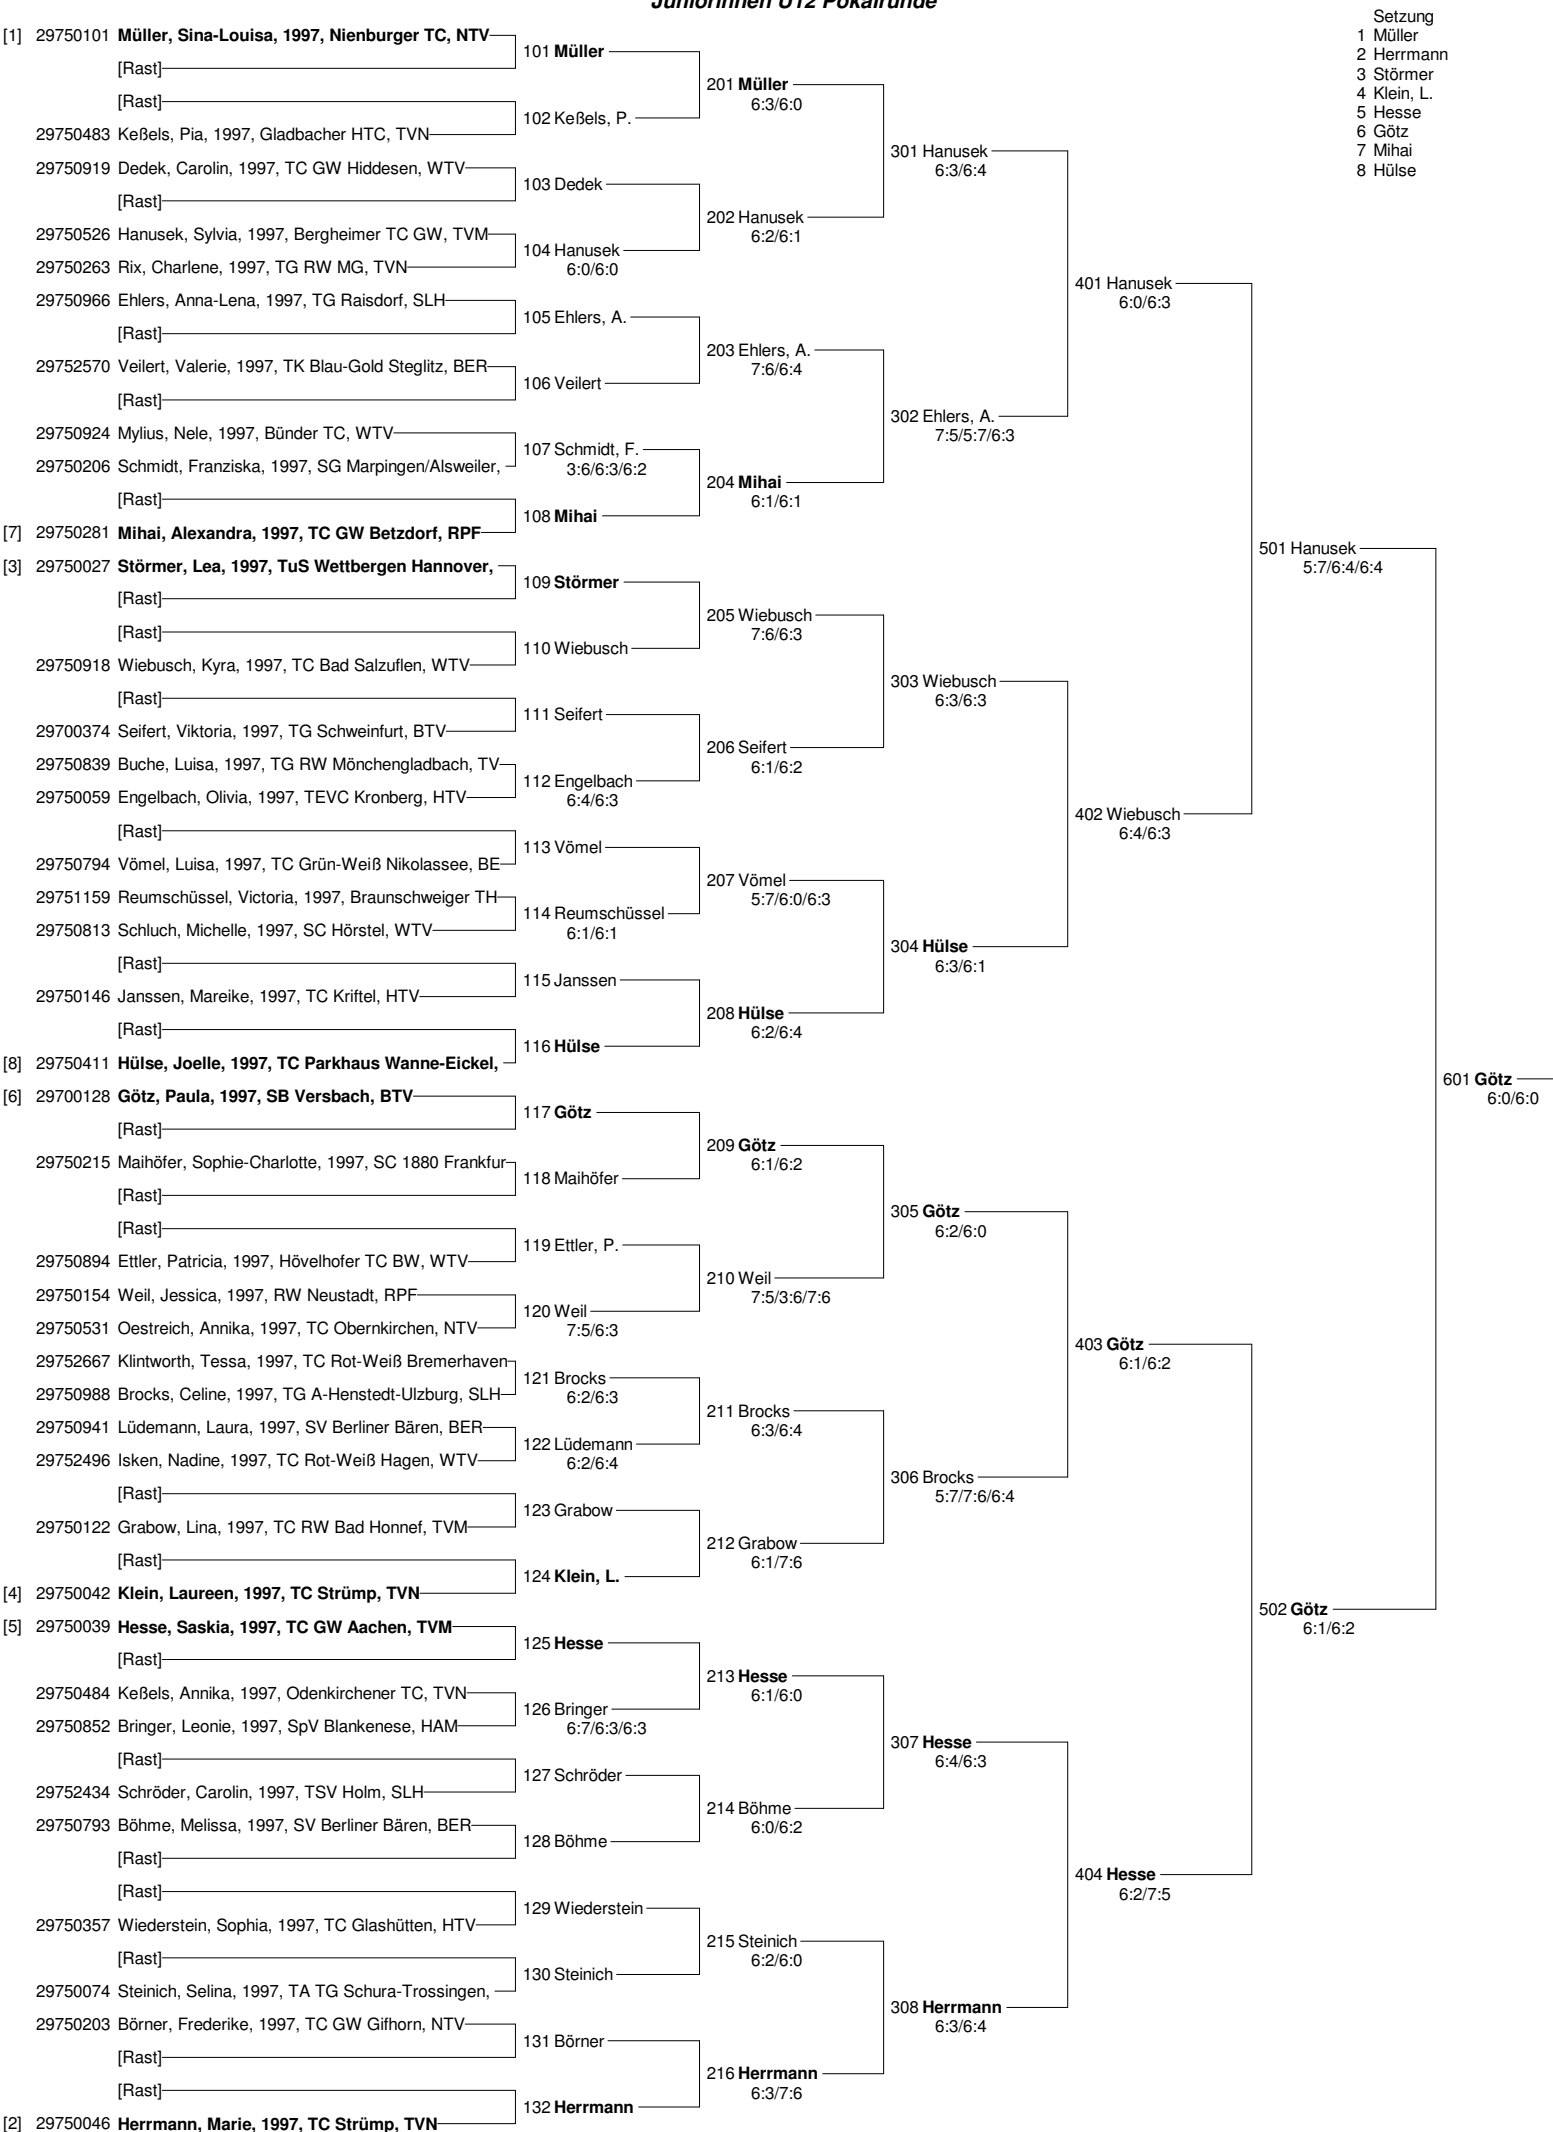 Juniorinnen U12 Pokalrunde
Setzung
1 Müller
2 Herrmann
3 Störmer
4 Klein, L.
5 Hesse
6 Götz
7 Mihai
8 Hülse
[1] 29750101 Müller, Sina-Louisa, 1997, Nienburger TC, NTV
[Rast]
[Rast]
29750483 Keßels, Pia, 1997, Gladbacher HTC, TVN
29750919 Dedek, Carolin, 1997, TC GW Hiddesen, WTV
[Rast]
29750526 Hanusek, Sylvia, 1997, Bergheimer TC GW, TVM
29750263 Rix, Charlene, 1997, TG RW MG, TVN
29750966 Ehlers, Anna-Lena, 1997, TG Raisdorf, SLH
[Rast]
29752570 Veilert, Valerie, 1997, TK Blau-Gold Steglitz, BER
[Rast]
29750924 Mylius, Nele, 1997, Bünder TC, WTV
29750206 Schmidt, Franziska, 1997, SG Marpingen/Alsweiler,
[Rast]
[7] 29750281 Mihai, Alexandra, 1997, TC GW Betzdorf, RPF
[3] 29750027 Störmer, Lea, 1997, TuS Wettbergen Hannover,
[Rast]
[Rast]
29750918 Wiebusch, Kyra, 1997, TC Bad Salzuflen, WTV
[Rast]
29700374 Seifert, Viktoria, 1997, TG Schweinfurt, BTV
29750839 Buche, Luisa, 1997, TG RW Mönchengladbach, TV
29750059 Engelbach, Olivia, 1997, TEVC Kronberg, HTV
[Rast]
29750794 Vömel, Luisa, 1997, TC Grün-Weiß Nikolassee, BE
29751159 Reumschüssel, Victoria, 1997, Braunschweiger TH
29750813 Schluch, Michelle, 1997, SC Hörstel, WTV
[Rast]
29750146 Janssen, Mareike, 1997, TC Kriftel, HTV
[Rast]
[8] 29750411 Hülse, Joelle, 1997, TC Parkhaus Wanne-Eickel,
[6] 29700128 Götz, Paula, 1997, SB Versbach, BTV
[Rast]
29750215 Maihöfer, Sophie-Charlotte, 1997, SC 1880 Frankfur
[Rast]
[Rast]
29750894 Ettler, Patricia, 1997, Hövelhofer TC BW, WTV
29750154 Weil, Jessica, 1997, RW Neustadt, RPF
29750531 Oestreich, Annika, 1997, TC Obernkirchen, NTV
29752667 Klintworth, Tessa, 1997, TC Rot-Weiß Bremerhaven
29750988 Brocks, Celine, 1997, TG A-Henstedt-Ulzburg, SLH
29750941 Lüdemann, Laura, 1997, SV Berliner Bären, BER
29752496 Isken, Nadine, 1997, TC Rot-Weiß Hagen, WTV
[Rast]
29750122 Grabow, Lina, 1997, TC RW Bad Honnef, TVM
[Rast]
[4] 29750042 Klein, Laureen, 1997, TC Strümp, TVN
[5] 29750039 Hesse, Saskia, 1997, TC GW Aachen, TVM
[Rast]
29750484 Keßels, Annika, 1997, Odenkirchener TC, TVN
29750852 Bringer, Leonie, 1997, SpV Blankenese, HAM
[Rast]
29752434 Schröder, Carolin, 1997, TSV Holm, SLH
29750793 Böhme, Melissa, 1997, SV Berliner Bären, BER
[Rast]
[Rast]
29750357 Wiederstein, Sophia, 1997, TC Glashütten, HTV
[Rast]
29750074 Steinich, Selina, 1997, TA TG Schura-Trossingen,
29750203 Börner, Frederike, 1997, TC GW Gifhorn, NTV
[Rast]
[Rast]
[2] 29750046 Herrmann, Marie, 1997, TC Strümp, TVN
101 Müller
102 Keßels, P.
103 Dedek
104 Hanusek
6:0/6:0
105 Ehlers, A.
106 Veilert
107 Schmidt, F.
3:6/6:3/6:2
108 Mihai
109 Störmer
110 Wiebusch
111 Seifert
112 Engelbach
6:4/6:3
113 Vömel
114 Reumschüssel
6:1/6:1
115 Janssen
116 Hülse
117 Götz
118 Maihöfer
119 Ettler, P.
120 Weil
7:5/6:3
121 Brocks
6:2/6:3
122 Lüdemann
6:2/6:4
123 Grabow
124 Klein, L.
125 Hesse
126 Bringer
6:7/6:3/6:3
127 Schröder
128 Böhme
129 Wiederstein
130 Steinich
131 Börner
132 Herrmann
201 Müller
6:3/6:0
202 Hanusek
6:2/6:1
203 Ehlers, A.
7:6/6:4
204 Mihai
6:1/6:1
205 Wiebusch
7:6/6:3
206 Seifert
6:1/6:2
207 Vömel
5:7/6:0/6:3
208 Hülse
6:2/6:4
209 Götz
6:1/6:2
210 Weil
7:5/3:6/7:6
211 Brocks
6:3/6:4
212 Grabow
6:1/7:6
213 Hesse
6:1/6:0
214 Böhme
6:0/6:2
215 Steinich
6:2/6:0
216 Herrmann
6:3/7:6
301 Hanusek
6:3/6:4
302 Ehlers, A.
7:5/5:7/6:3
303 Wiebusch
6:3/6:3
304 Hülse
6:3/6:1
305 Götz
6:2/6:0
306 Brocks
5:7/7:6/6:4
307 Hesse
6:4/6:3
308 Herrmann
6:3/6:4
401 Hanusek
6:0/6:3
402 Wiebusch
6:4/6:3
403 Götz
6:1/6:2
404 Hesse
6:2/7:5
501 Hanusek
5:7/6:4/6:4
502 Götz
6:1/6:2
601 Götz
6:0/6:0